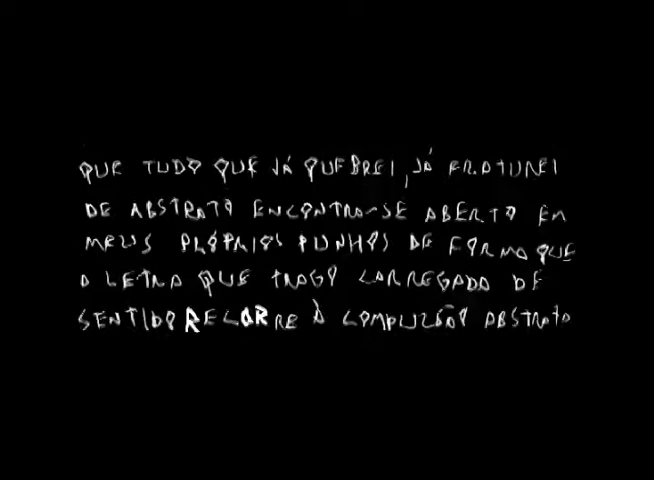 QUE TUDO QUE JÁ QUEBREI, JÁ FRATUREI
DE ABSTRATO ENCONTRA-SE ABERTO EM
MEUS PRÓPRIOS PUNHOS DE FORMA QUE
A LETRA QUE TRAGO CARREGADA DE
SENTIDO RECORRE À COMPULSÃO ABSTRATA